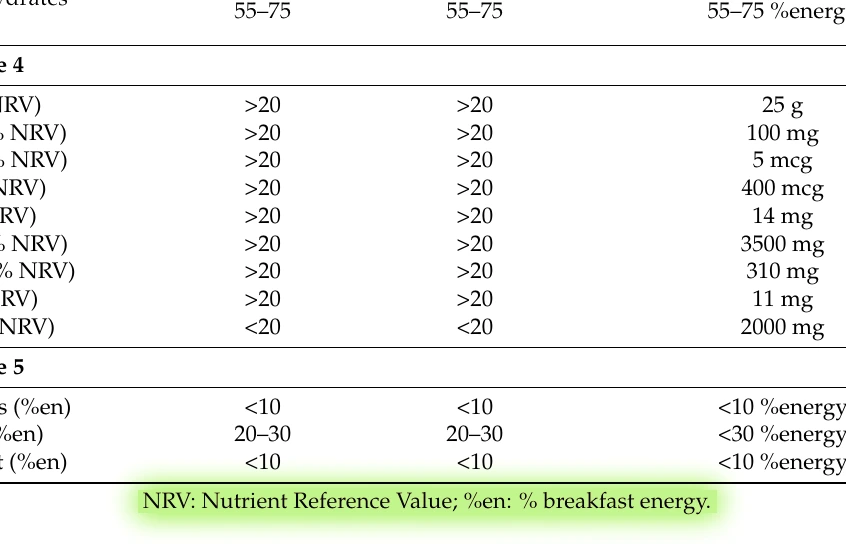 55–75 55–75 55–75 %energ
e 4
NRV) >20 >20 25 g
% NRV) >20 >20 100 mg
% NRV) >20 >20 5 mcg
NRV) >20 >20 400 mcg
RV) >20 >20 14 mg
% NRV) >20 >20 3500 mg
% NRV) >20 >20 310 mg
RV) >20 >20 11 mg
NRV) <20 <20 2000 mg
e 5
s (%en) <10 <10 <10 %energy
%en) 20–30 20–30 <30 %energy
t (%en) <10 <10 <10 %energy
NRV: Nutrient Reference Value; %en: % breakfast energy.